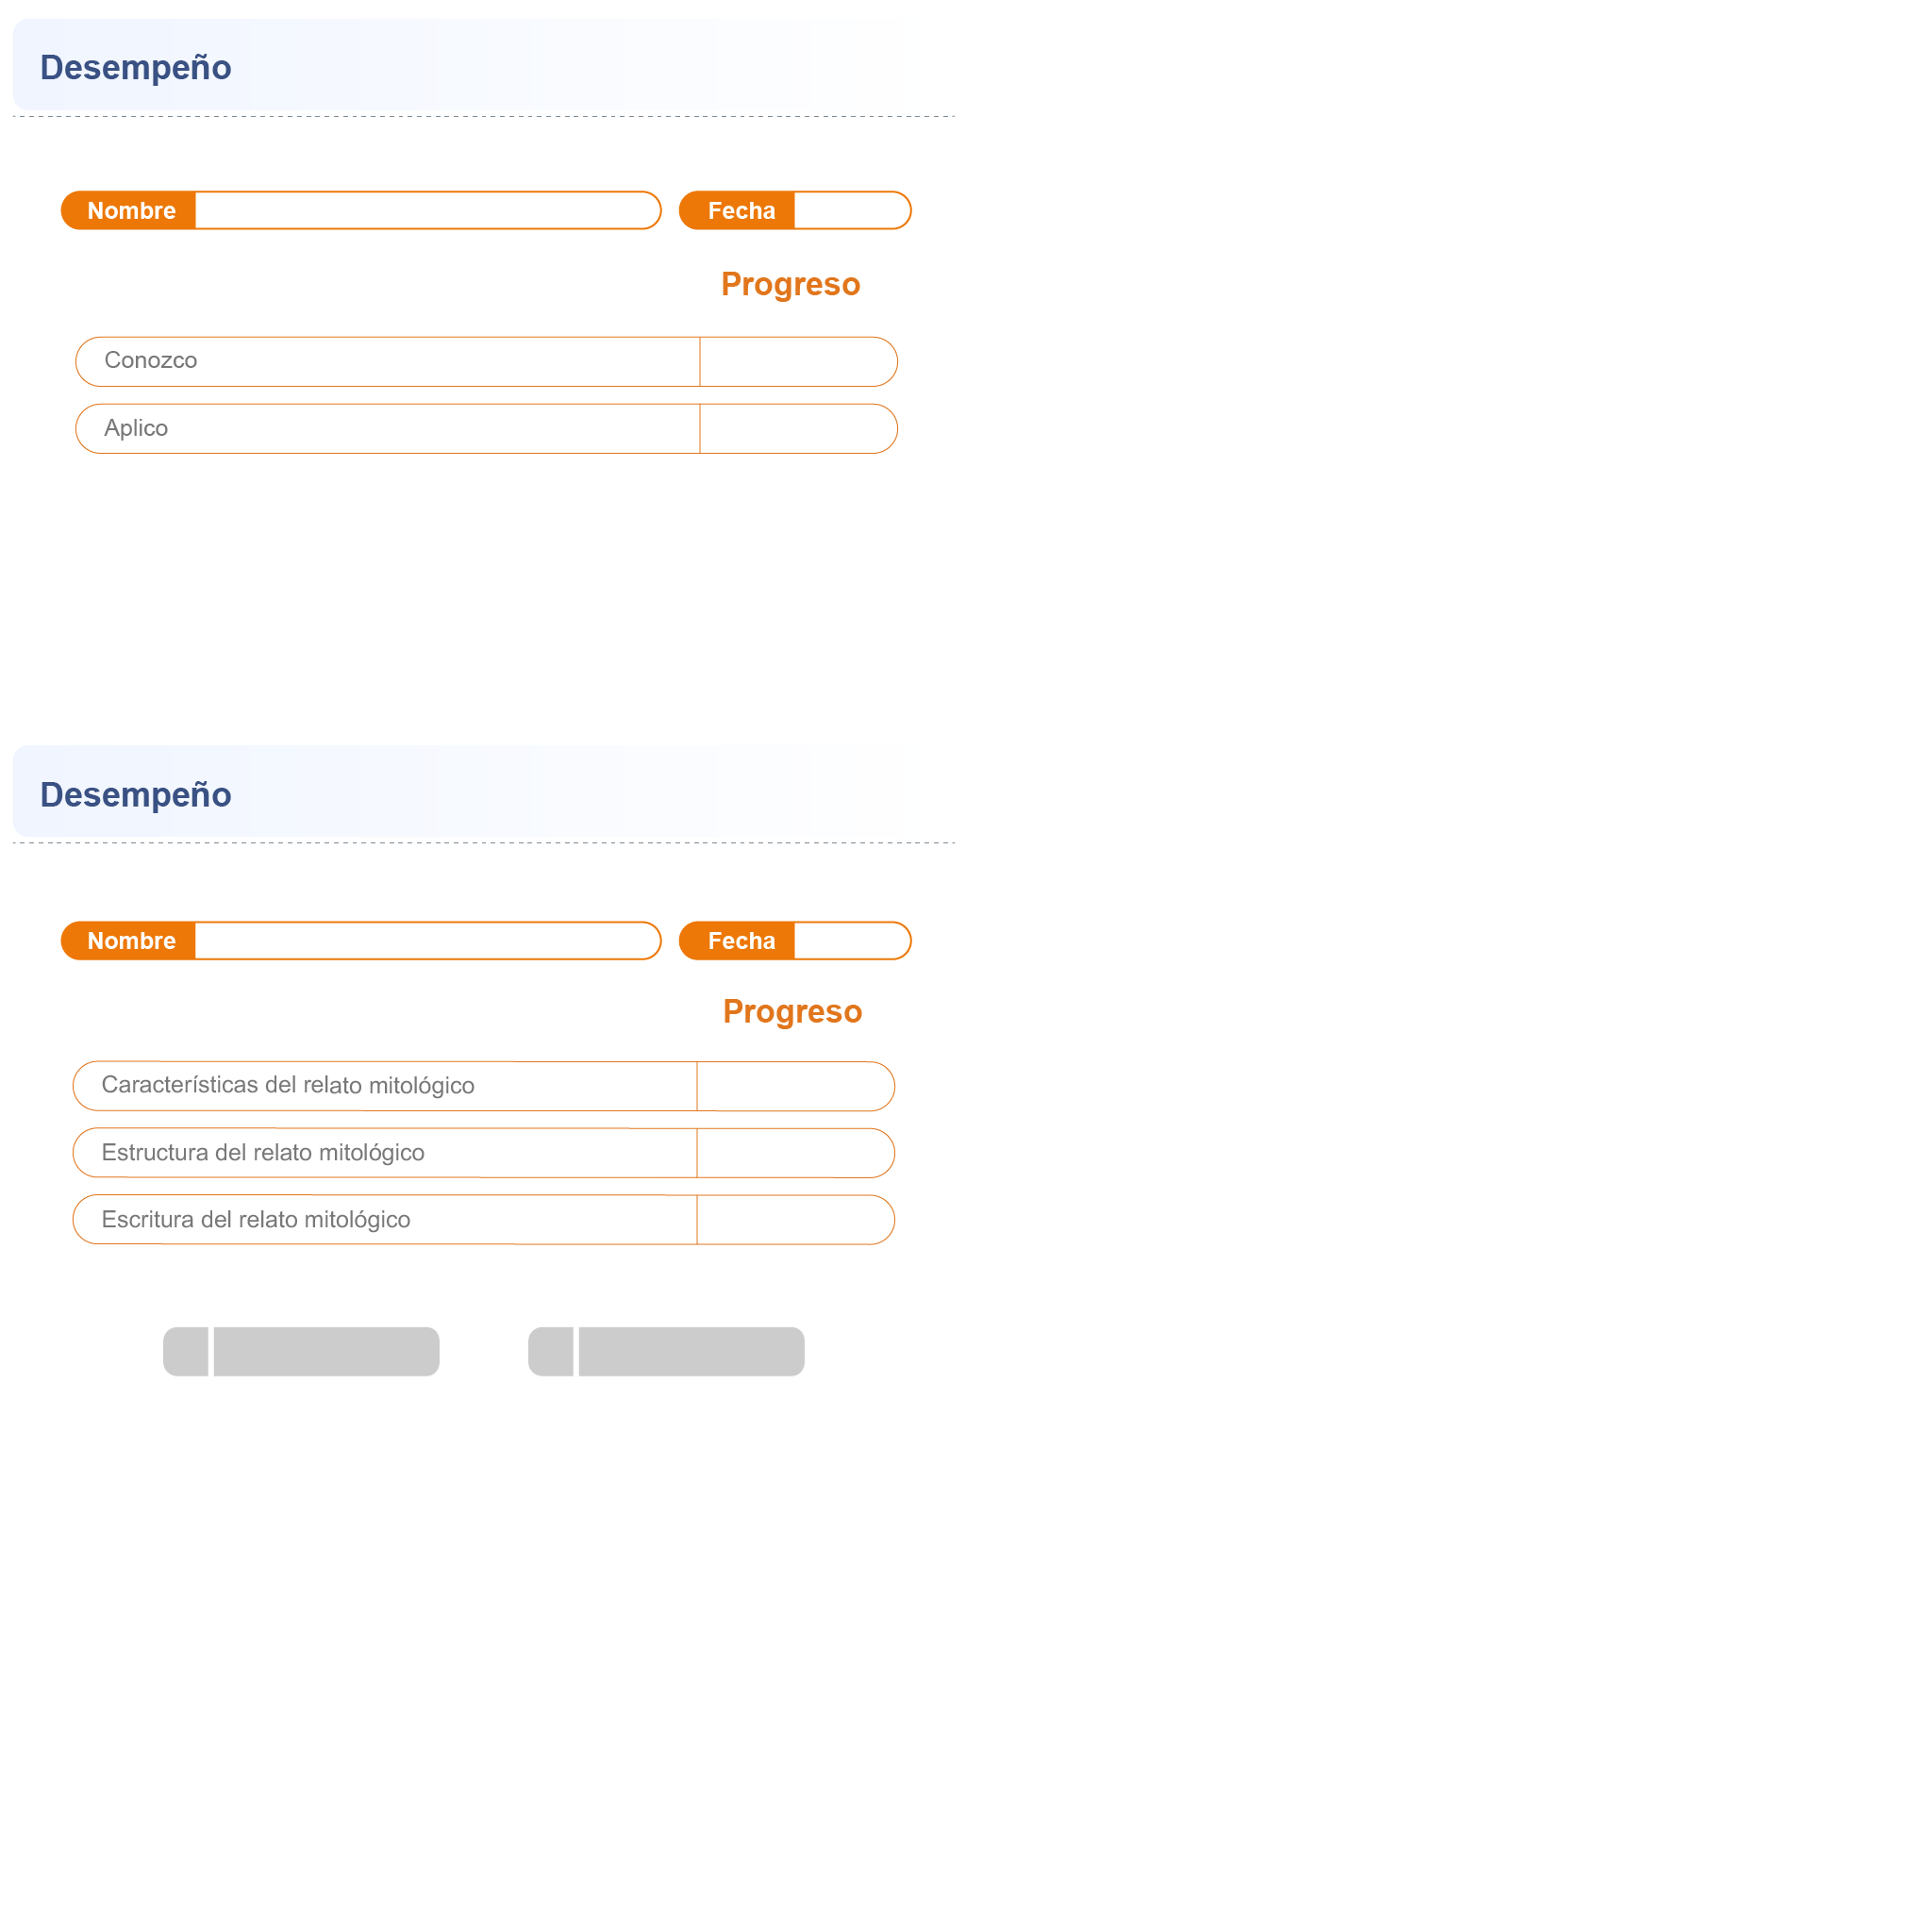 Desempeño
Nombre
Fecha
Progreso
Conozco
Aplico
Desempeño
Nombre
Fecha
Progreso
Características del relato mitológico
Estructura del relato mitológico
Escritura del relato mitológico